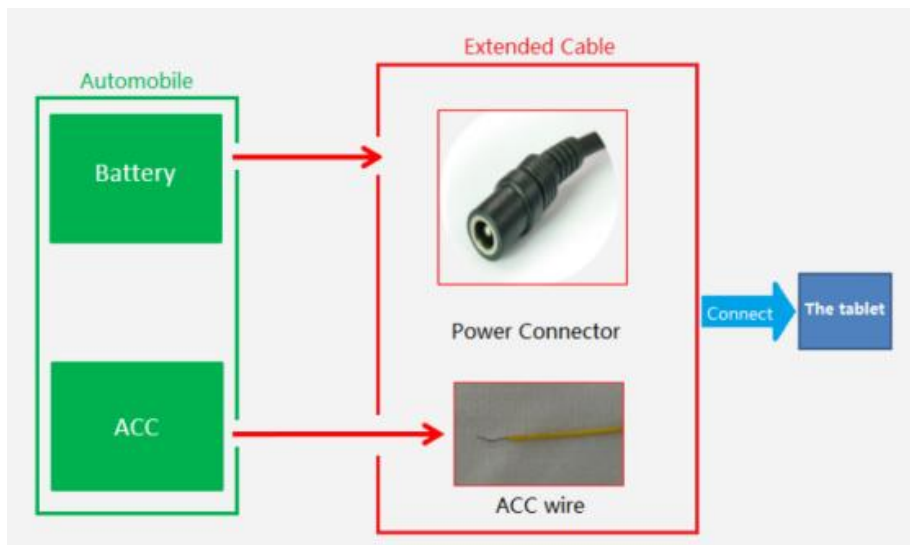 Extended Cable
Automobile
Battery
Power Connector
Connect
The tablet
ACC
ACC wire